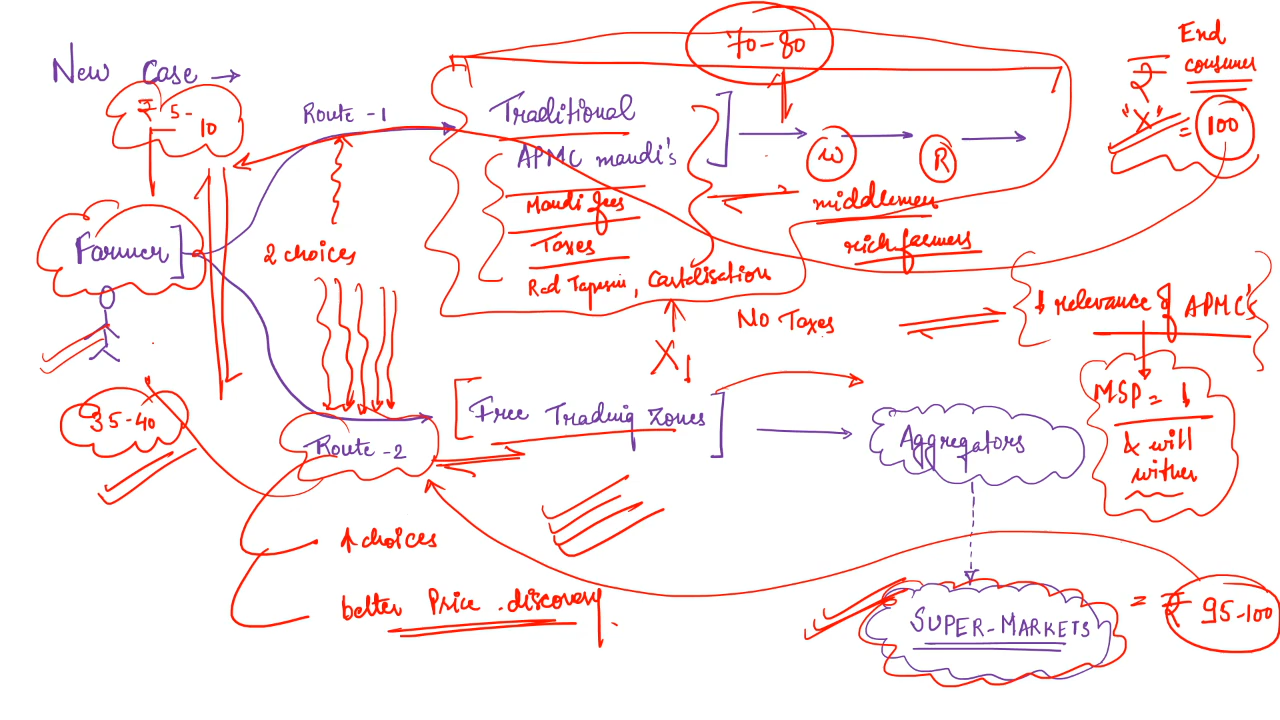 New Case →
₹ 5-
10
Route -1
70-80
Traditional
APMC mandi's
Mandi fees
Taxes
Red Tapism, Cartelisation
W
R
End
consumer
₹
"X"
= 100
middlemen
rich farmers
Farmer
2 choices
No Taxes
X↓
↓ relevance of APMC's
MSP = ↓
& will
wither
35-40
Route -2
Free Trading Zones
Aggregators
↑ choices
better Price discovery
SUPER-MARKETS
= ₹ 95-100